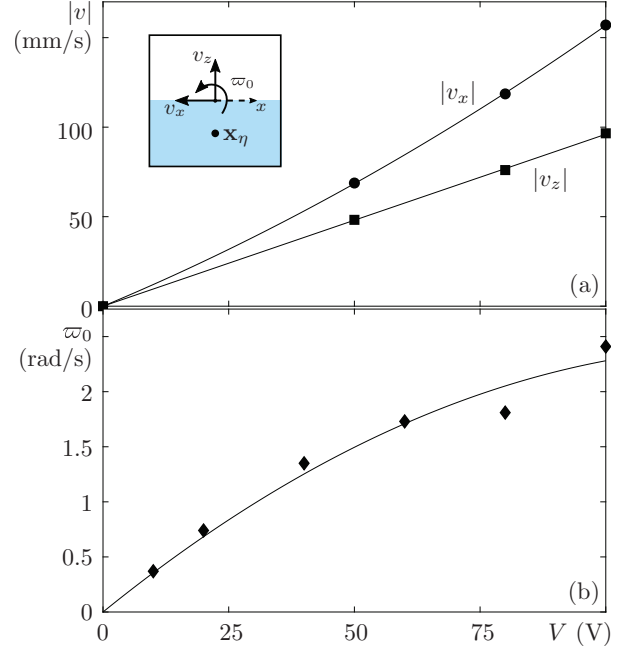 |v|
(mm/s)
100
50
0
v_z
ϖ_0
v_x
x
x_η
|v_x|
|v_z|
(a)
ϖ_0
(rad/s)
2
1.5
1
0.5
0
(b)
0 25 50 75 V (V)